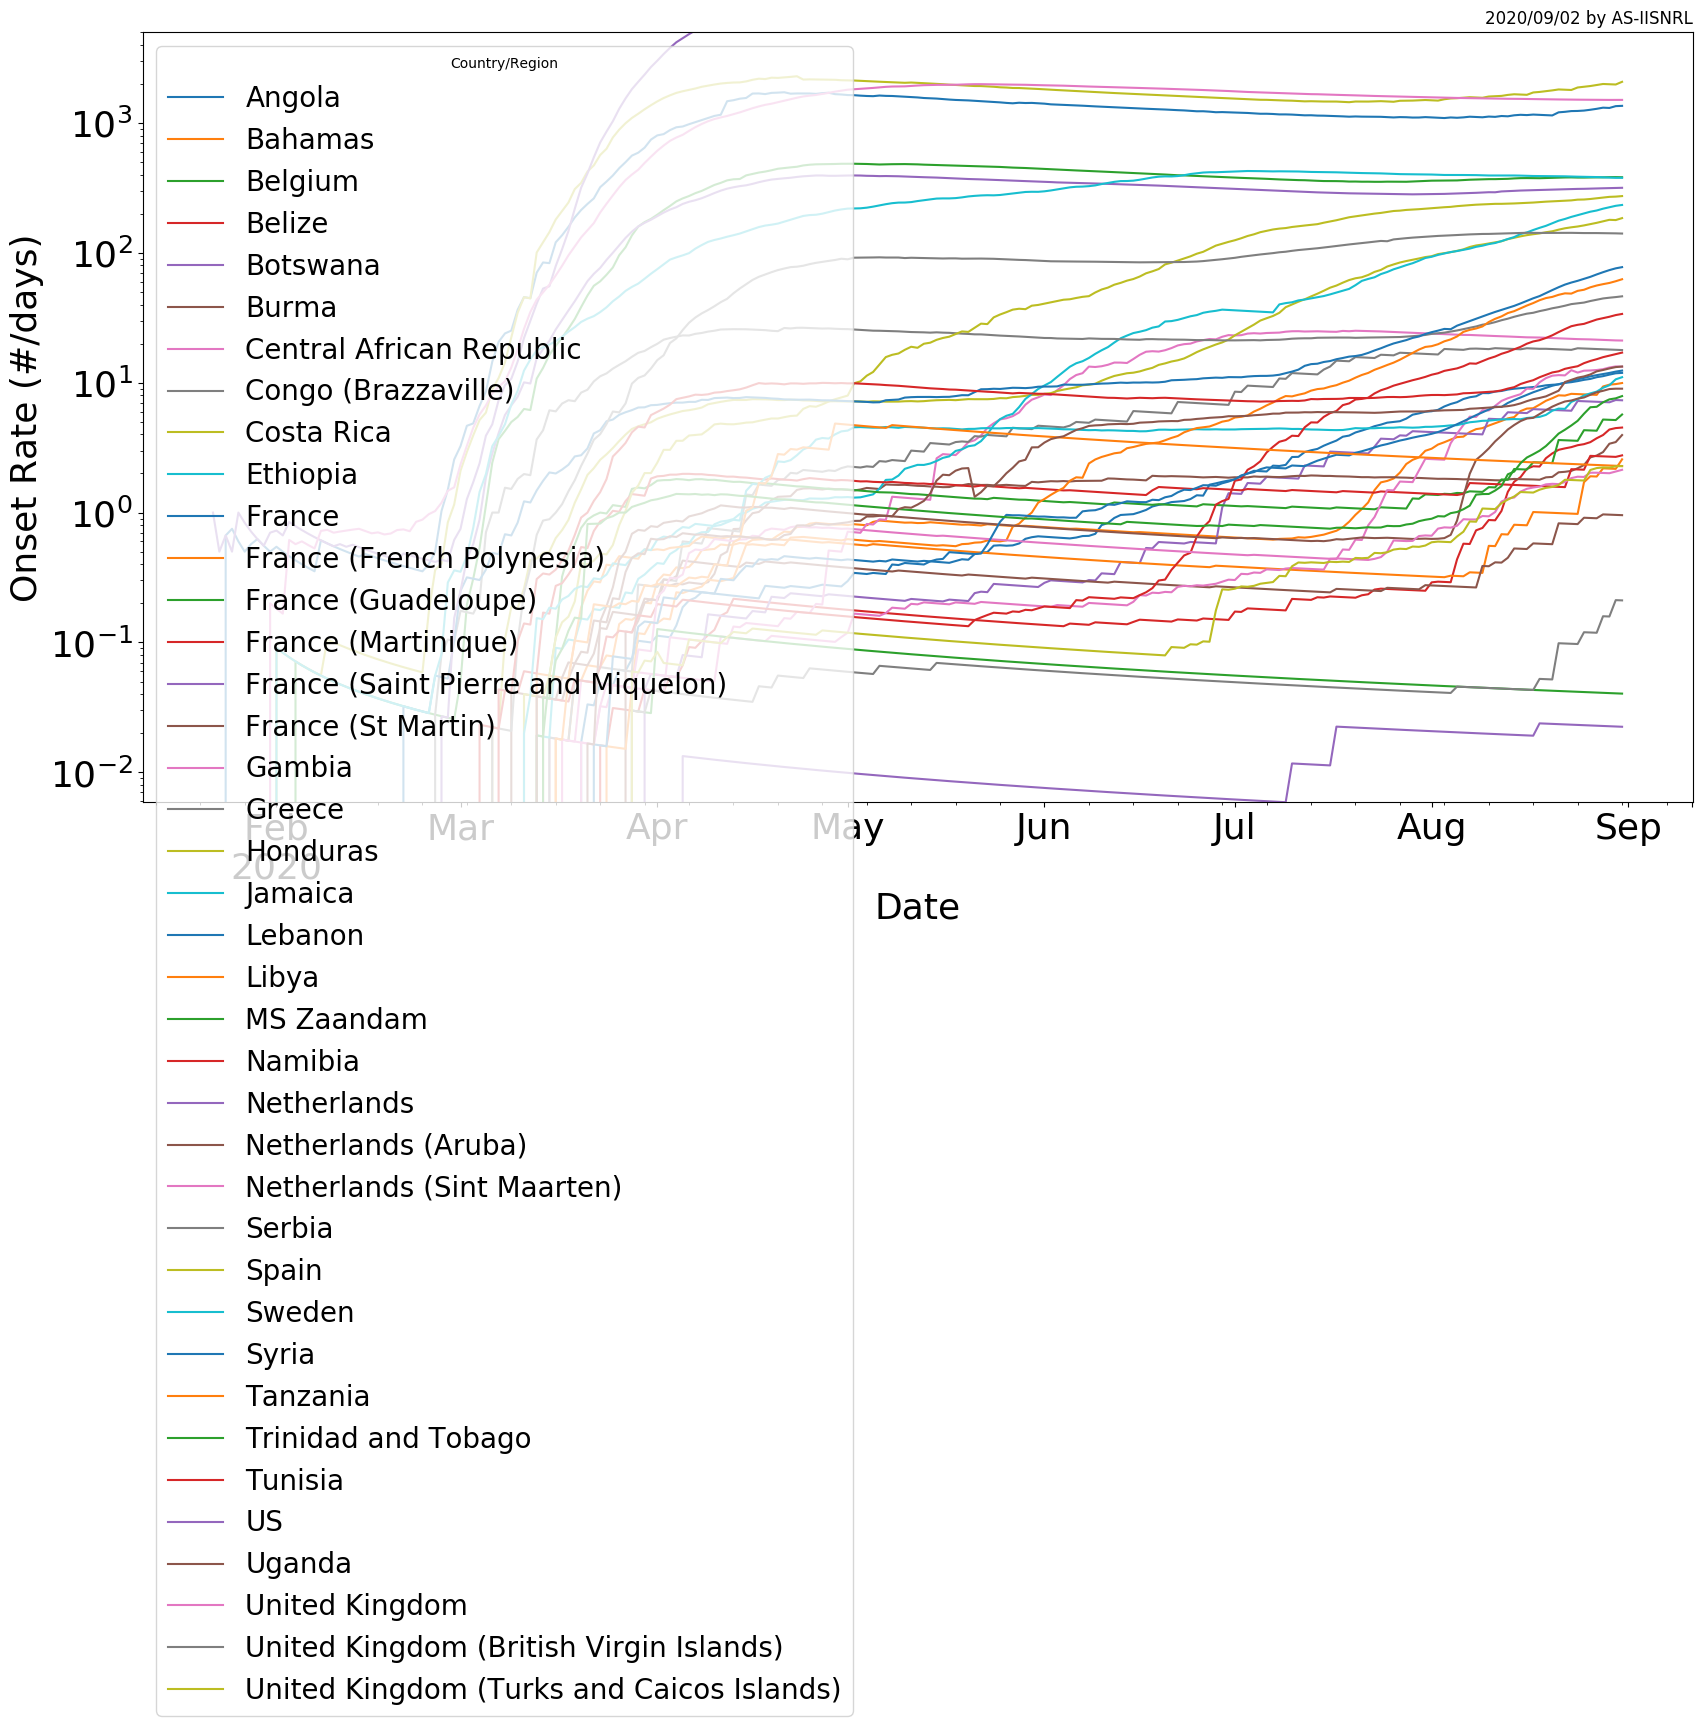 2020/09/02 by AS-IISNRL
Country/Region
Angola
Bahamas
Belgium
Belize
Botswana
Burma
Central African Republic
Congo (Brazzaville)
Costa Rica
Ethiopia
France
France (French Polynesia)
France (Guadeloupe)
France (Martinique)
France (Saint Pierre and Miquelon)
France (St Martin)
Gambia
Greece
Honduras
Jamaica
Lebanon
Libya
MS Zaandam
Namibia
Netherlands
Netherlands (Aruba)
Netherlands (Sint Maarten)
Serbia
Spain
Sweden
Syria
Tanzania
Trinidad and Tobago
Tunisia
US
Uganda
United Kingdom
United Kingdom (British Virgin Islands)
United Kingdom (Turks and Caicos Islands)
Onset Rate (#/days)
10³
10²
10¹
10⁰
10⁻¹
10⁻²
Feb Mar Apr May Jun Jul Aug Sep
2020
Date